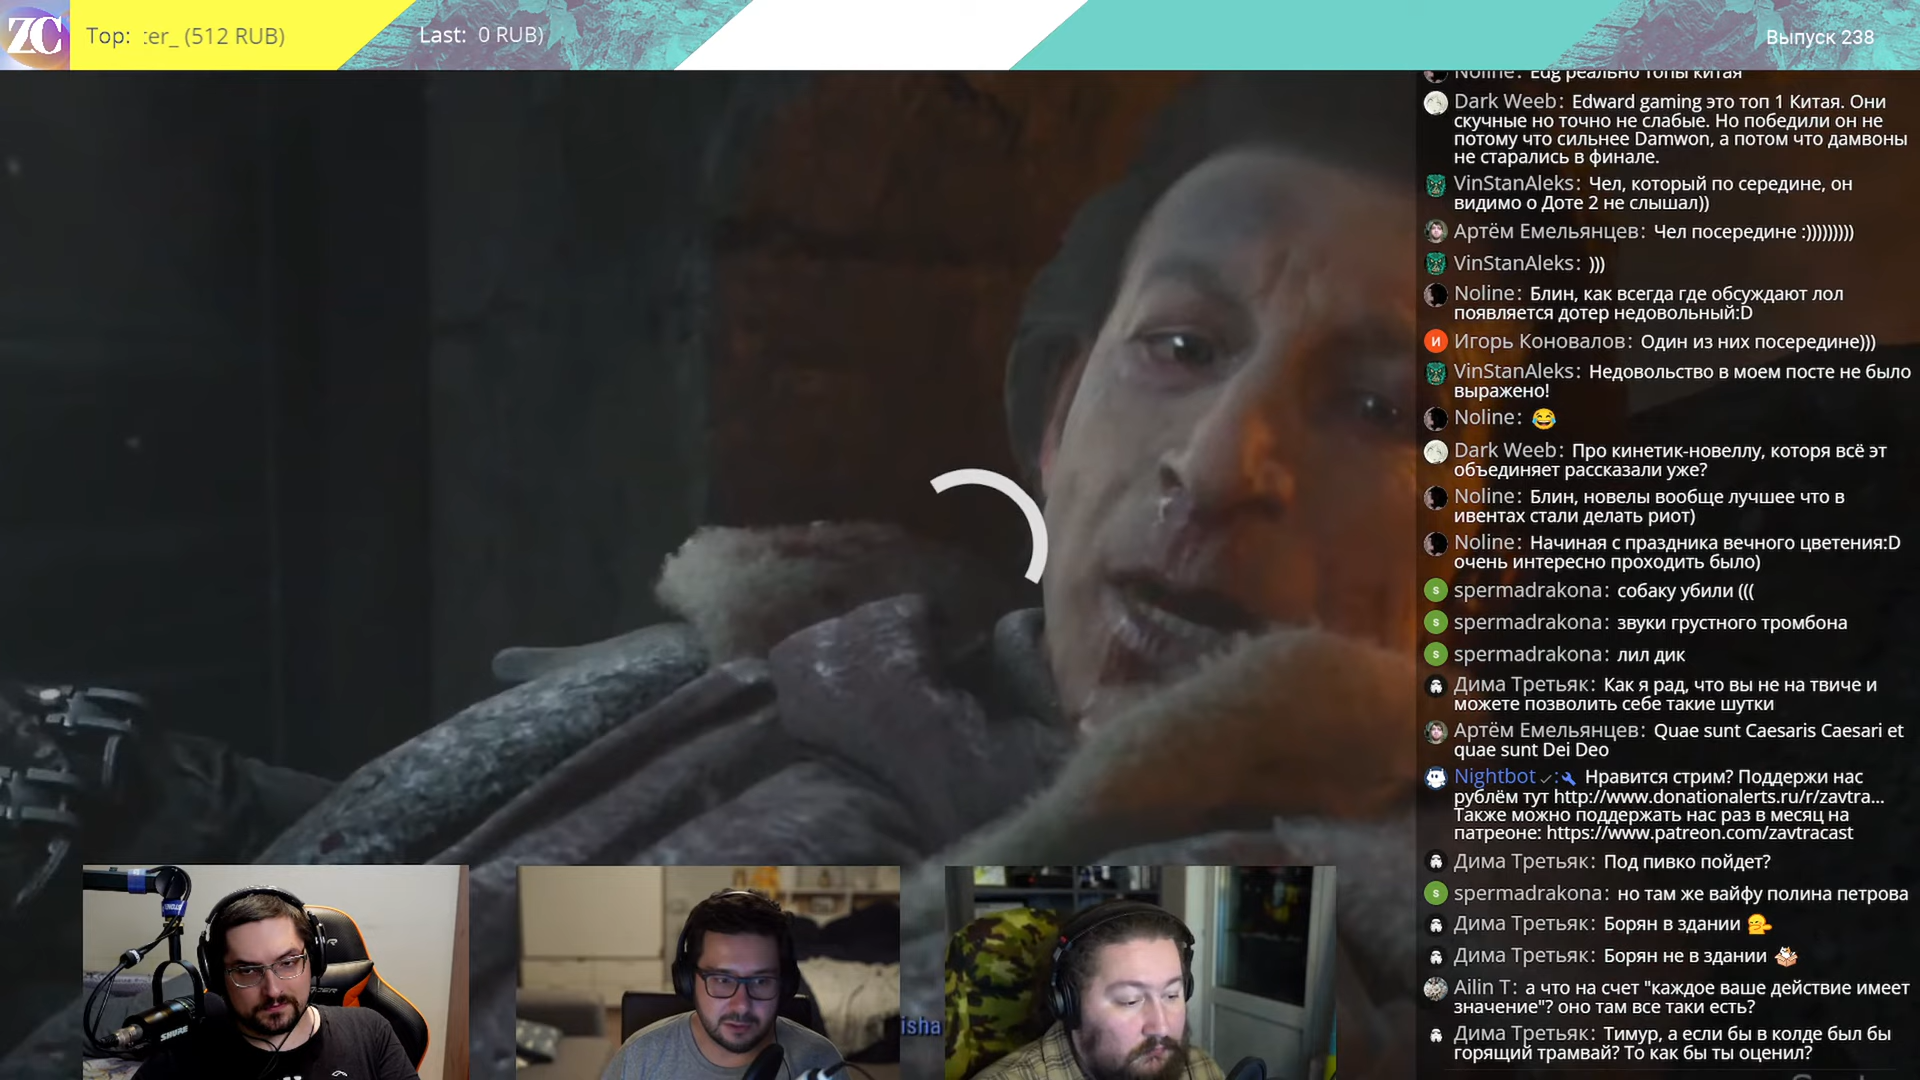 ZC
Top: :er_ (512 RUB)
Last: 0 RUB)
Выпуск 238
Noline: Edg реально топы китая
Dark Weeb: Edward gaming это топ 1 Китая. Они
скучные но точно не слабые. Но победили он не
потому что сильнее Damwon, а потом что дамвоны
не старались в финале.
VinStanAleks: Чел, который по середине, он
видимо о Доте 2 не слышал))
Артём Емельянцев: Чел посередине :)))))))))
VinStanAleks: )))
Noline: Блин, как всегда где обсуждают лол
появляется дотер недовольный:D
И Игорь Коновалов: Один из них посередине)))
VinStanAleks: Недовольство в моем посте не было
выражено!
Noline: 😂
Dark Weeb: Про кинетик-новеллу, которя всё эт
объединяет рассказали уже?
Noline: Блин, новелы вообще лучшее что в
ивентах стали делать риот)
Noline: Начиная с праздника вечного цветения:D
очень интересно проходить было)
s spermadrakona: собаку убили (((
s spermadrakona: звуки грустного тромбона
s spermadrakona: лил дик
Дима Третьяк: Как я рад, что вы не на твиче и
можете позволить себе такие шутки
Артём Емельянцев: Quae sunt Caesaris Caesari et
quae sunt Dei Deo
Nightbot ✓: Нравится стрим? Поддержи нас
рублём тут http://www.donationalerts.ru/r/zavtra...
Также можно поддержать нас раз в месяц на
патреоне: https://www.patreon.com/zavtracast
Дима Третьяк: Под пивко пойдет?
s spermadrakona: но там же вайфу полина петрова
Дима Третьяк: Борян в здании
Дима Третьяк: Борян не в здании
Ailin T: а что на счет "каждое ваше действие имеет
значение"? оно там все таки есть?
Дима Третьяк: Тимур, а если бы в колде был бы
горящий трамвай? То как бы ты оценил?
isha
SHURE